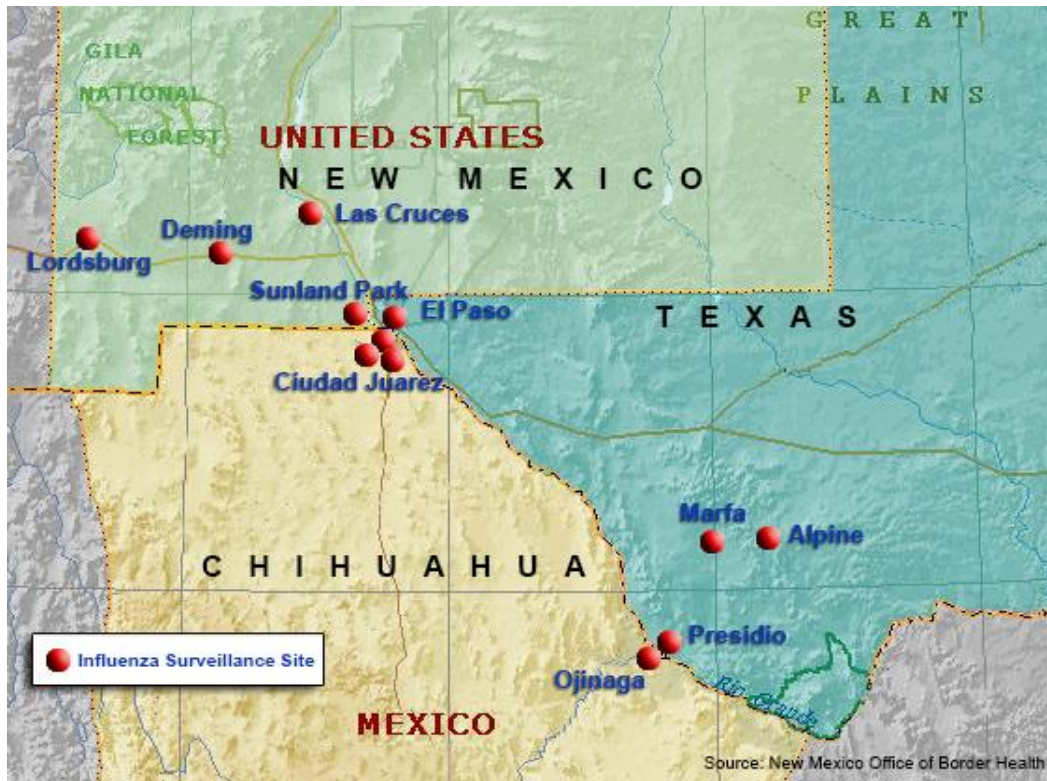 GREAT
PLAINS
GILA
NATIONAL
FOREST
UNITED STATES
NEW MEXICO
Las Cruces
Deming
Lordsburg
Sunland Park
El Paso
TEXAS
Ciudad Juarez
Marfa
Alpine
CHIHUAHUA
Presidio
Ojinaga
Rio Grande
Influenza Surveillance Site
MEXICO
Source: New Mexico Office of Border Health